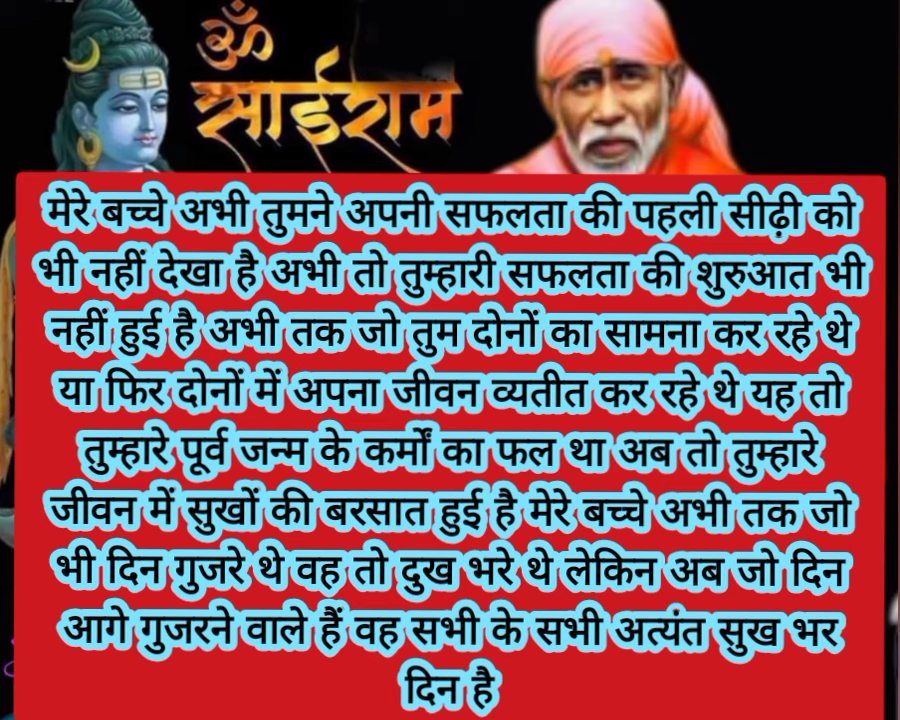 ॐ
साईराम
मेरे बच्चे अभी तुमने अपनी सफलता की पहली सीढ़ी को
भी नहीं देखा है अभी तो तुम्हारी सफलता की शुरुआत भी
नहीं हुई है अभी तक जो तुम दोनों का सामना कर रहे थे
या फिर दोनों में अपना जीवन व्यतीत कर रहे थे यह तो
तुम्हारे पूर्व जन्म के कर्मों का फल था अब तो तुम्हारे
जीवन में सुखों की बरसात हुई है मेरे बच्चे अभी तक जो
भी दिन गुजरे थे वह तो दुख भरे थे लेकिन अब जो दिन
आगे गुजरने वाले हैं वह सभी के सभी अत्यंत सुख भर
दिन है